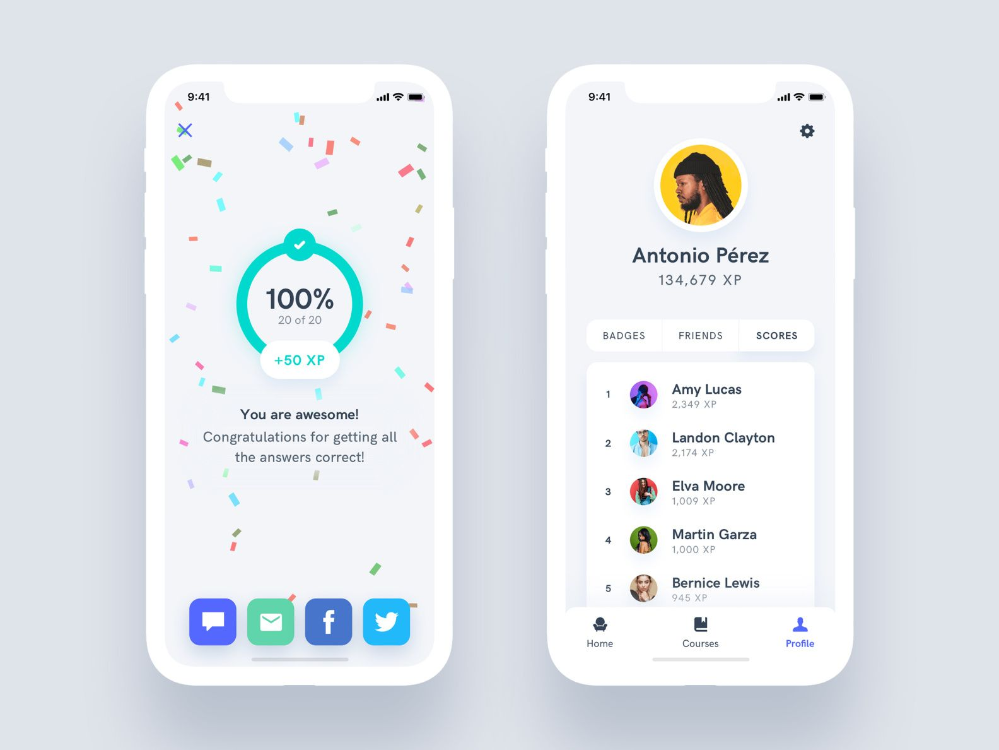 9:41
100%
20 of 20
+50 XP
You are awesome!
Congratulations for getting all
the answers correct!
9:41
Antonio Pérez
134,679 XP
BADGES FRIENDS SCORES
1 Amy Lucas
2,349 XP
2 Landon Clayton
2,174 XP
3 Elva Moore
1,009 XP
4 Martin Garza
1,000 XP
5 Bernice Lewis
945 XP
Home Courses Profile